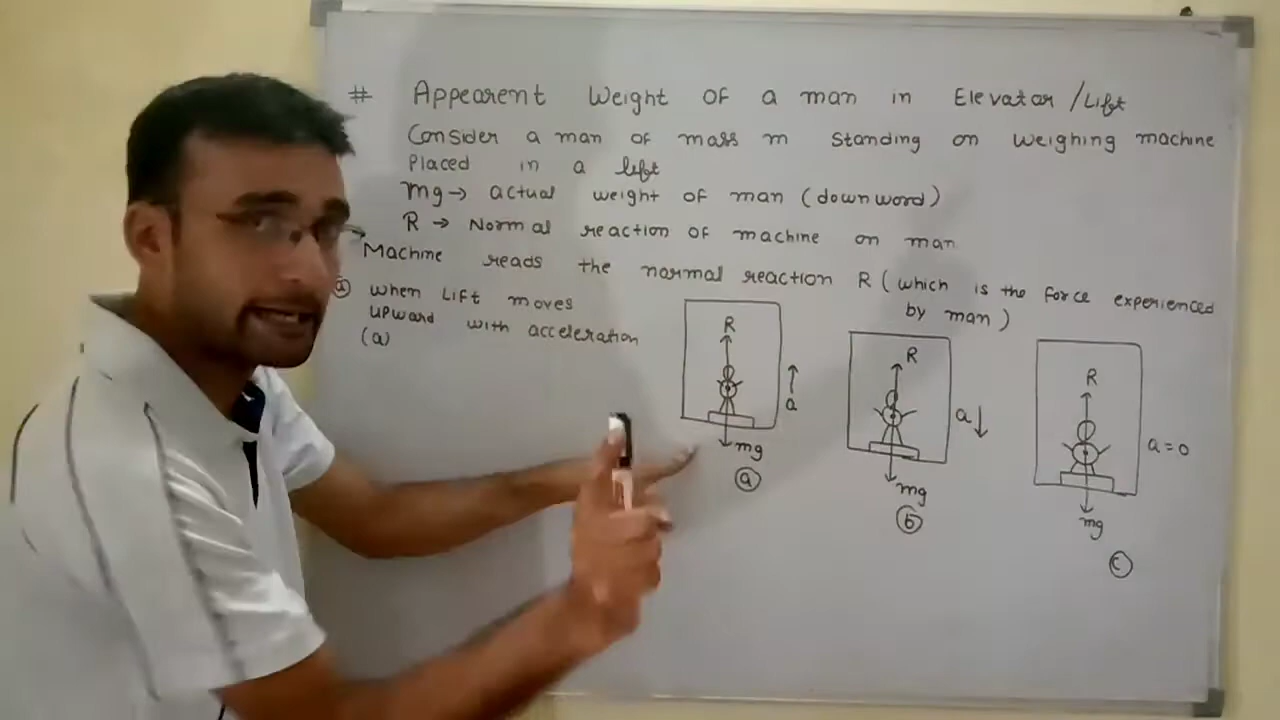 # Appearent Weight of a man in Elevator /Lift
Consider a man of mass m standing on weighing machine
Placed in a lift
mg→ actual weight of man (downword)
R → Normal reaction of machine on man
Machine reads the normal reaction R (which is the force experienced
by man)
(a) when Lift moves
upward with acceleration
(a)
R
a
mg
(a)
R
a
mg
(b)
R
a=0
mg
(c)